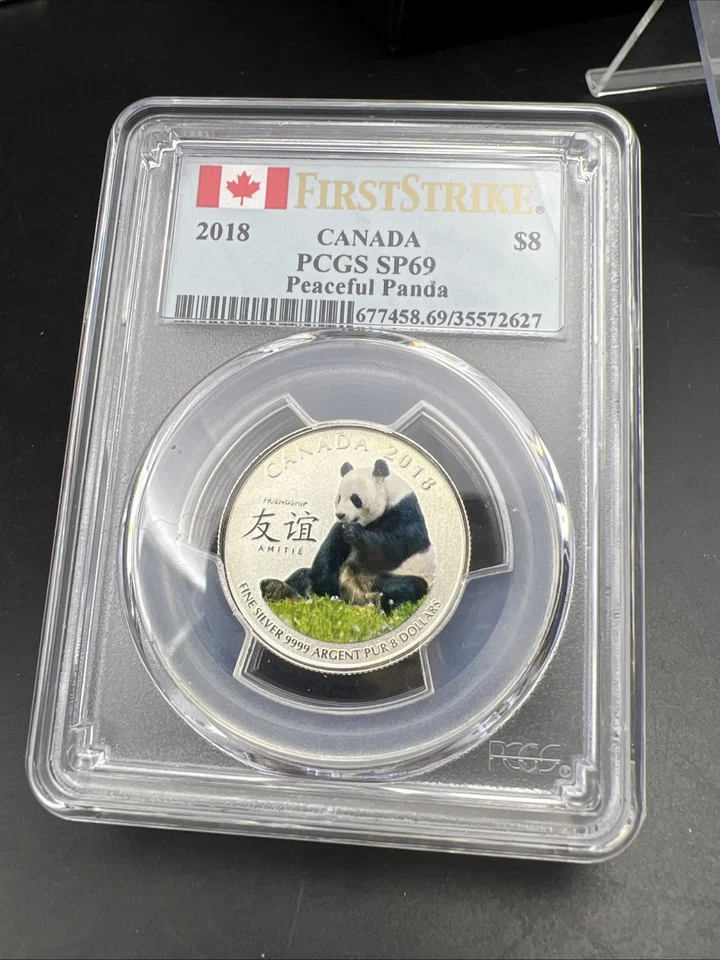 FIRSTSTRIKE®
2018 CANADA $8
PCGS SP69
Peaceful Panda
677458.69/35572627
CANADA 2018
FRIENDSHIP
友谊
AMITIÉ
FINE SILVER 9999 ARGENT PUR 8 DOLLARS
PCGS®